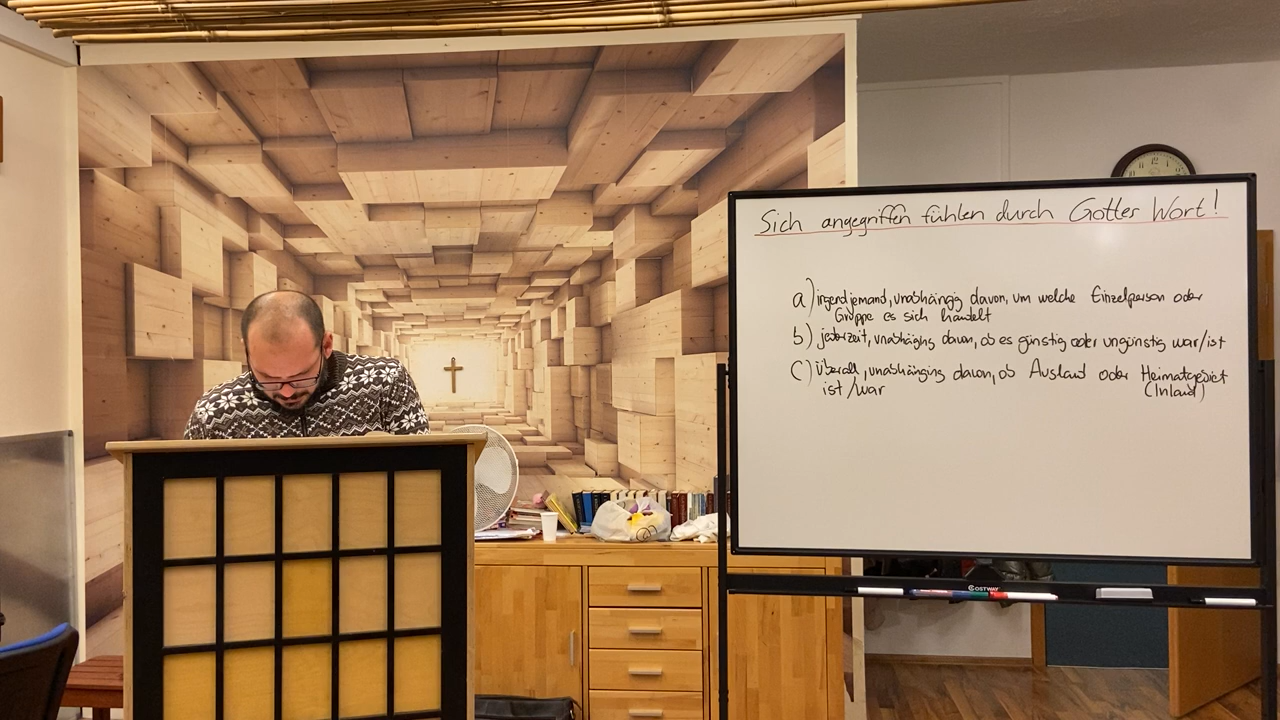 Sich angegriffen fühlen durch Gottes Wort!
a) irgendjemand, unabhängig davon, um welche Einzelperson oder
Gruppe es sich handelt
b) jederzeit, unabhängig davon, ob es günstig oder ungünstig war/ist
c) überall, unabhänging davon, ob Ausland oder Heimatgebiet
ist/war (Inland)
COSTWAY